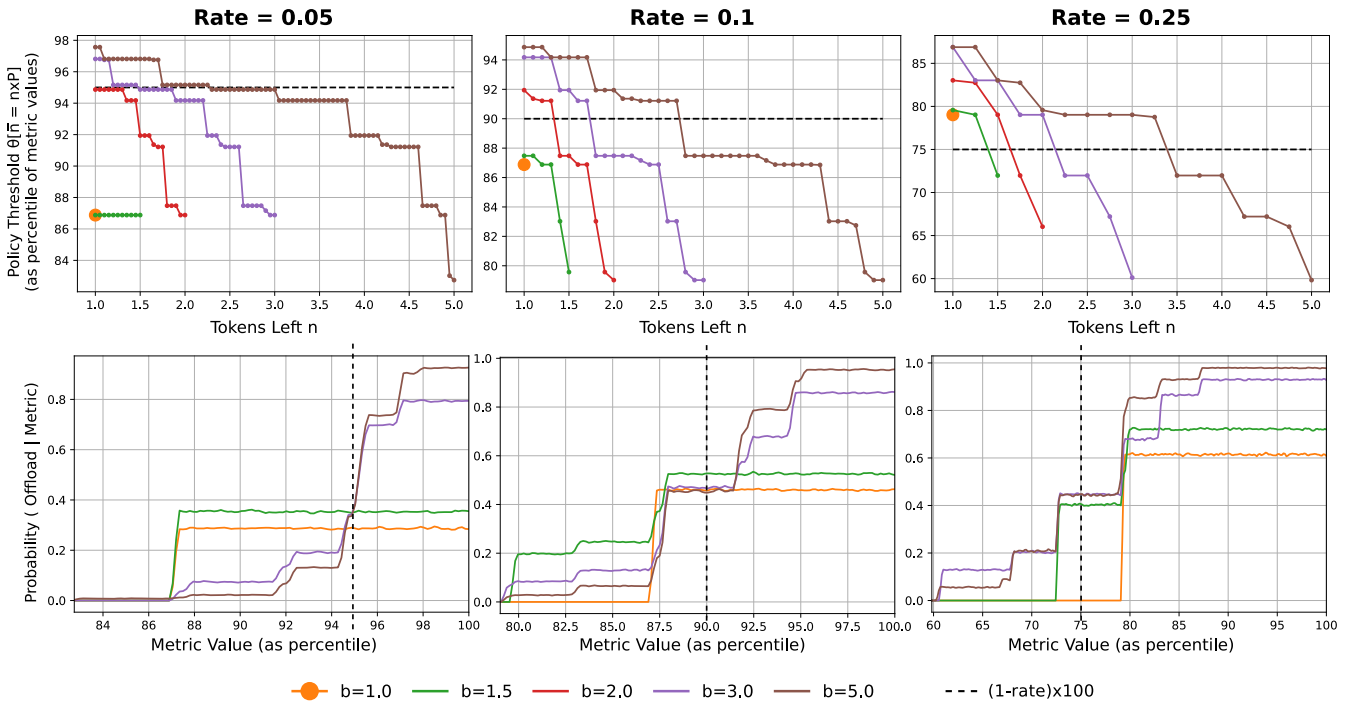 Rate = 0.05
Rate = 0.1
Rate = 0.25
Policy Threshold θ[n̄ = nxP]
(as percentile of metric values)
98
96
94
92
90
88
86
84
1.0 1.5 2.0 2.5 3.0 3.5 4.0 4.5 5.0
Tokens Left n
94
92
90
88
86
84
82
80
1.0 1.5 2.0 2.5 3.0 3.5 4.0 4.5 5.0
Tokens Left n
85
80
75
70
65
60
1.0 1.5 2.0 2.5 3.0 3.5 4.0 4.5 5.0
Tokens Left n
Probability ( Offload | Metric)
0.8
0.6
0.4
0.2
0.0
84 86 88 90 92 94 96 98 100
Metric Value (as percentile)
1.0
0.8
0.6
0.4
0.2
0.0
80.0 82.5 85.0 87.5 90.0 92.5 95.0 97.5 100.0
Metric Value (as percentile)
1.0
0.8
0.6
0.4
0.2
0.0
60 65 70 75 80 85 90 95 100
Metric Value (as percentile)
b=1.0 b=1.5 b=2.0 b=3.0 b=5.0 (1-rate)x100